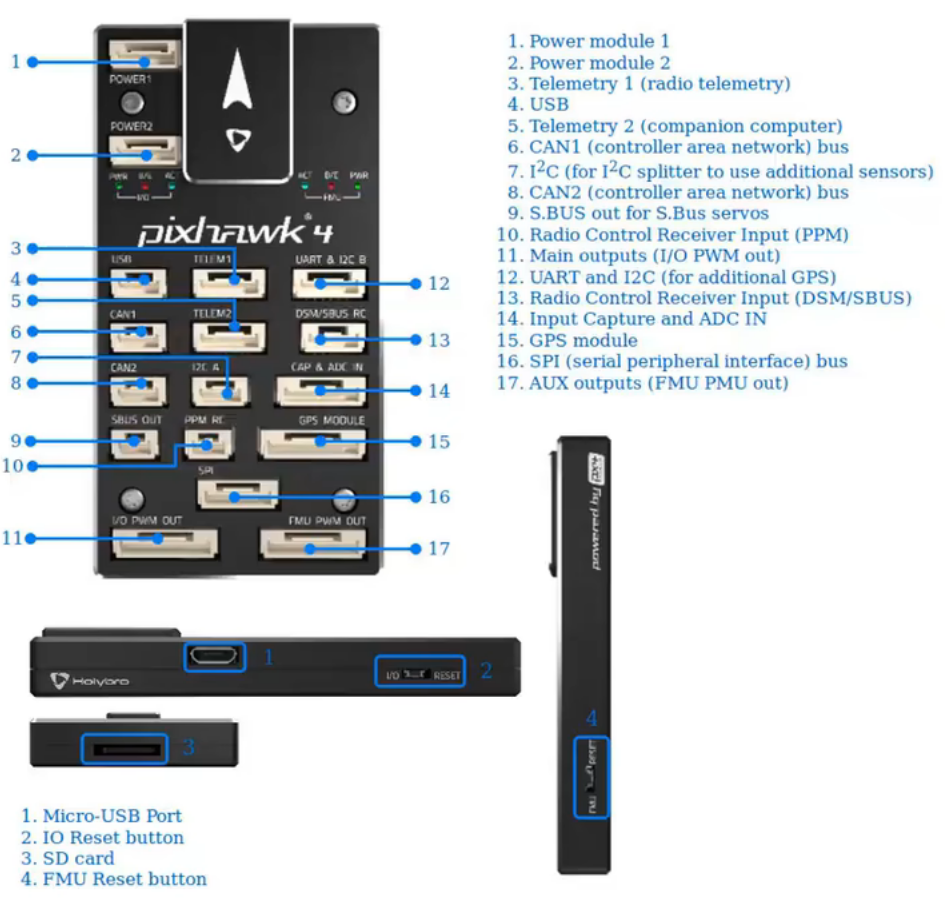 1
POWER1
POWER2
2
PWR B/E ACT
I/O
ACT B/E PWR
FMU
pixhawk® 4
3
4
5
6
7
8
9
10
11
USB
TELEM1
UART & I2C B
12
CAN1
TELEM2
DSM/SBUS RC
13
CAN2
I2C A
CAP & ADC IN
14
SBUS OUT
PPM RC
GPS MODULE
15
SPI
16
I/O PWM OUT
FMU PWM OUT
17
1. Power module 1
2. Power module 2
3. Telemetry 1 (radio telemetry)
4. USB
5. Telemetry 2 (companion computer)
6. CAN1 (controller area network) bus
7. I²C (for I²C splitter to use additional sensors)
8. CAN2 (controller area network) bus
9. S.BUS out for S.Bus servos
10. Radio Control Receiver Input (PPM)
11. Main outputs (I/O PWM out)
12. UART and I2C (for additional GPS)
13. Radio Control Receiver Input (DSM/SBUS)
14. Input Capture and ADC IN
15. GPS module
16. SPI (serial peripheral interface) bus
17. AUX outputs (FMU PMU out)
Holybro
1
I/O RESET
2
3
4
FMU RESET
1. Micro-USB Port
2. IO Reset button
3. SD card
4. FMU Reset button